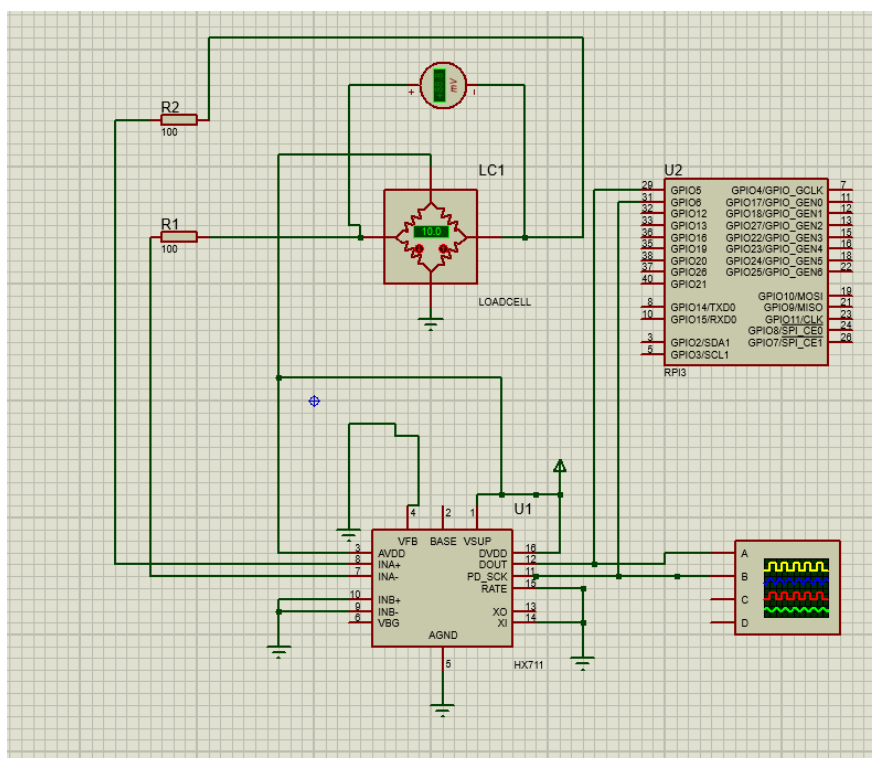 R2
100
+
mV
-
LC1
10.0
LOADCELL
R1
100
U2
29 GPIO5 GPIO4/GPIO_GCLK 7
31 GPIO6 GPIO17/GPIO_GEN0 11
32 GPIO12 GPIO18/GPIO_GEN1 12
33 GPIO13 GPIO27/GPIO_GEN2 13
36 GPIO16 GPIO22/GPIO_GEN3 15
35 GPIO19 GPIO23/GPIO_GEN4 16
38 GPIO20 GPIO24/GPIO_GEN5 18
37 GPIO26 GPIO25/GPIO_GEN6 22
40 GPIO21
GPIO10/MOSI 19
8 GPIO14/TXD0 GPIO9/MISO 21
10 GPIO15/RXD0 GPIO11/CLK 23
GPIO8/SPI_CE0 24
3 GPIO2/SDA1 GPIO7/SPI_CE1 26
5 GPIO3/SCL1
RPI3
U1
4 2 1
VFB BASE VSUP
3 AVDD DVDD 16
8 INA+ DOUT 12
7 INA- PD_SCK 11
RATE 15
10 INB+
9 INB- XO 13
6 VBG XI 14
AGND
5
HX711
A
B
C
D